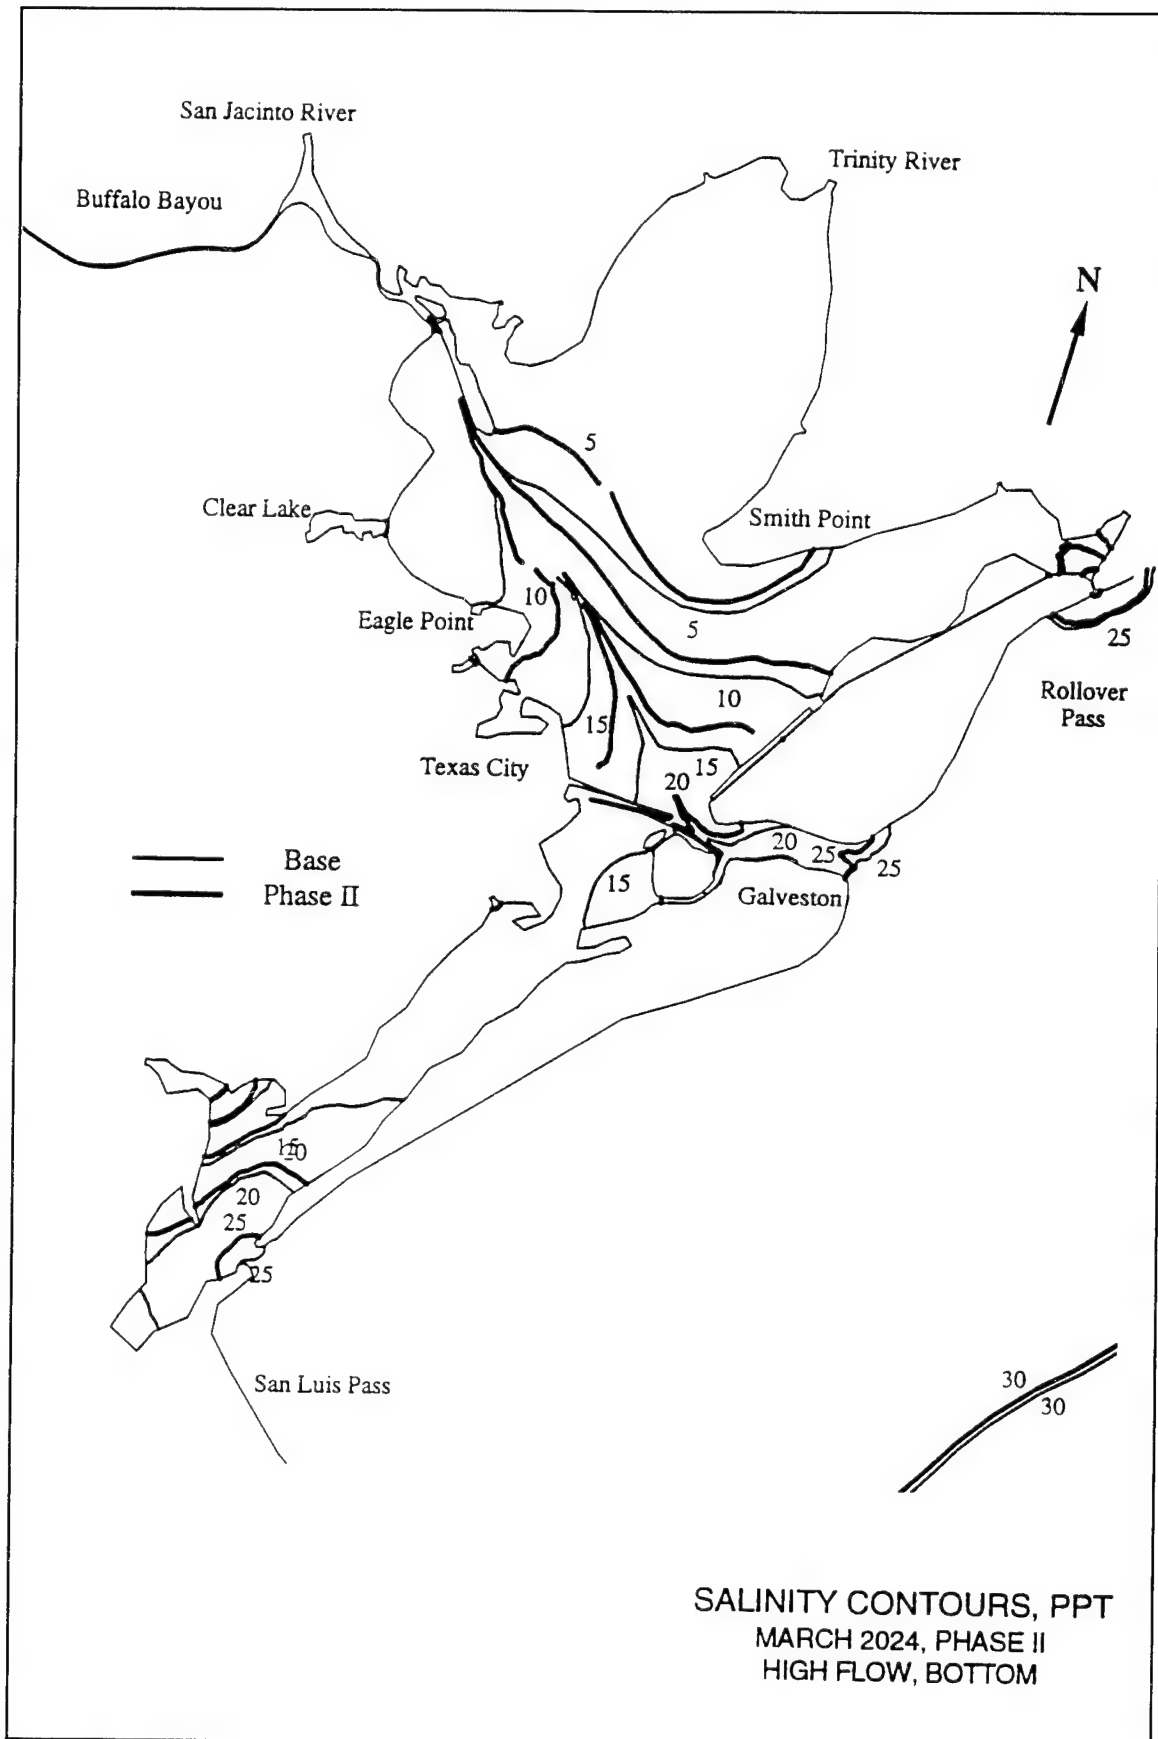 San Jacinto River
Trinity River
Buffalo Bayou
N
5
Clear Lake
Smith Point
10
Eagle Point
5
25
10
Rollover
Pass
15
15
Texas City
20
20
25
25
Base
15
Phase II
Galveston
15
20
20
25
25
San Luis Pass
30
30
SALINITY CONTOURS, PPT
MARCH 2024, PHASE II
HIGH FLOW, BOTTOM